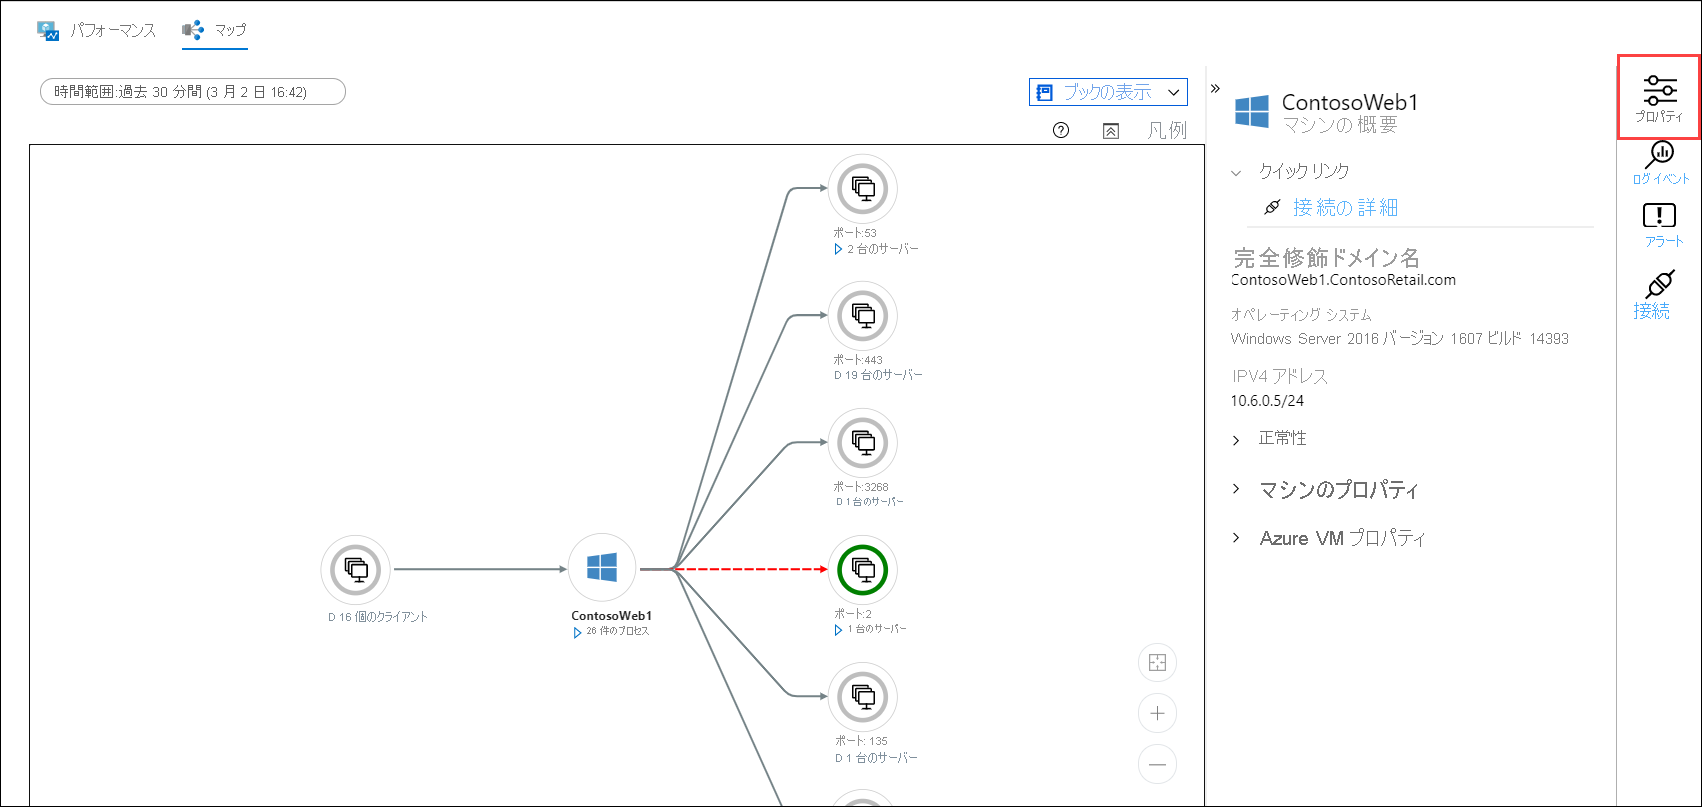 パフォーマンス
マップ
時間範囲:過去 30 分間 (3 月 2 日 16:42)
ブックの表示
凡例
ポート:53
2 台のサーバー
ポート:443
D 19 台のサーバー
ポート:3268
D 1 台のサーバー
D 16 個のクライアント
ContosoWeb1
26 件のプロセス
ポート:2
1 台のサーバー
ポート: 135
D 1 台のサーバー
ContosoWeb1
マシンの概要
クイック リンク
接続の詳細
完全修飾ドメイン名
ContosoWeb1.ContosoRetail.com
オペレーティング システム
Windows Server 2016 バージョン 1607 ビルド 14393
IPV4 アドレス
10.6.0.5/24
正常性
マシンのプロパティ
Azure VM プロパティ
プロパティ
ログ イベント
アラート
接続